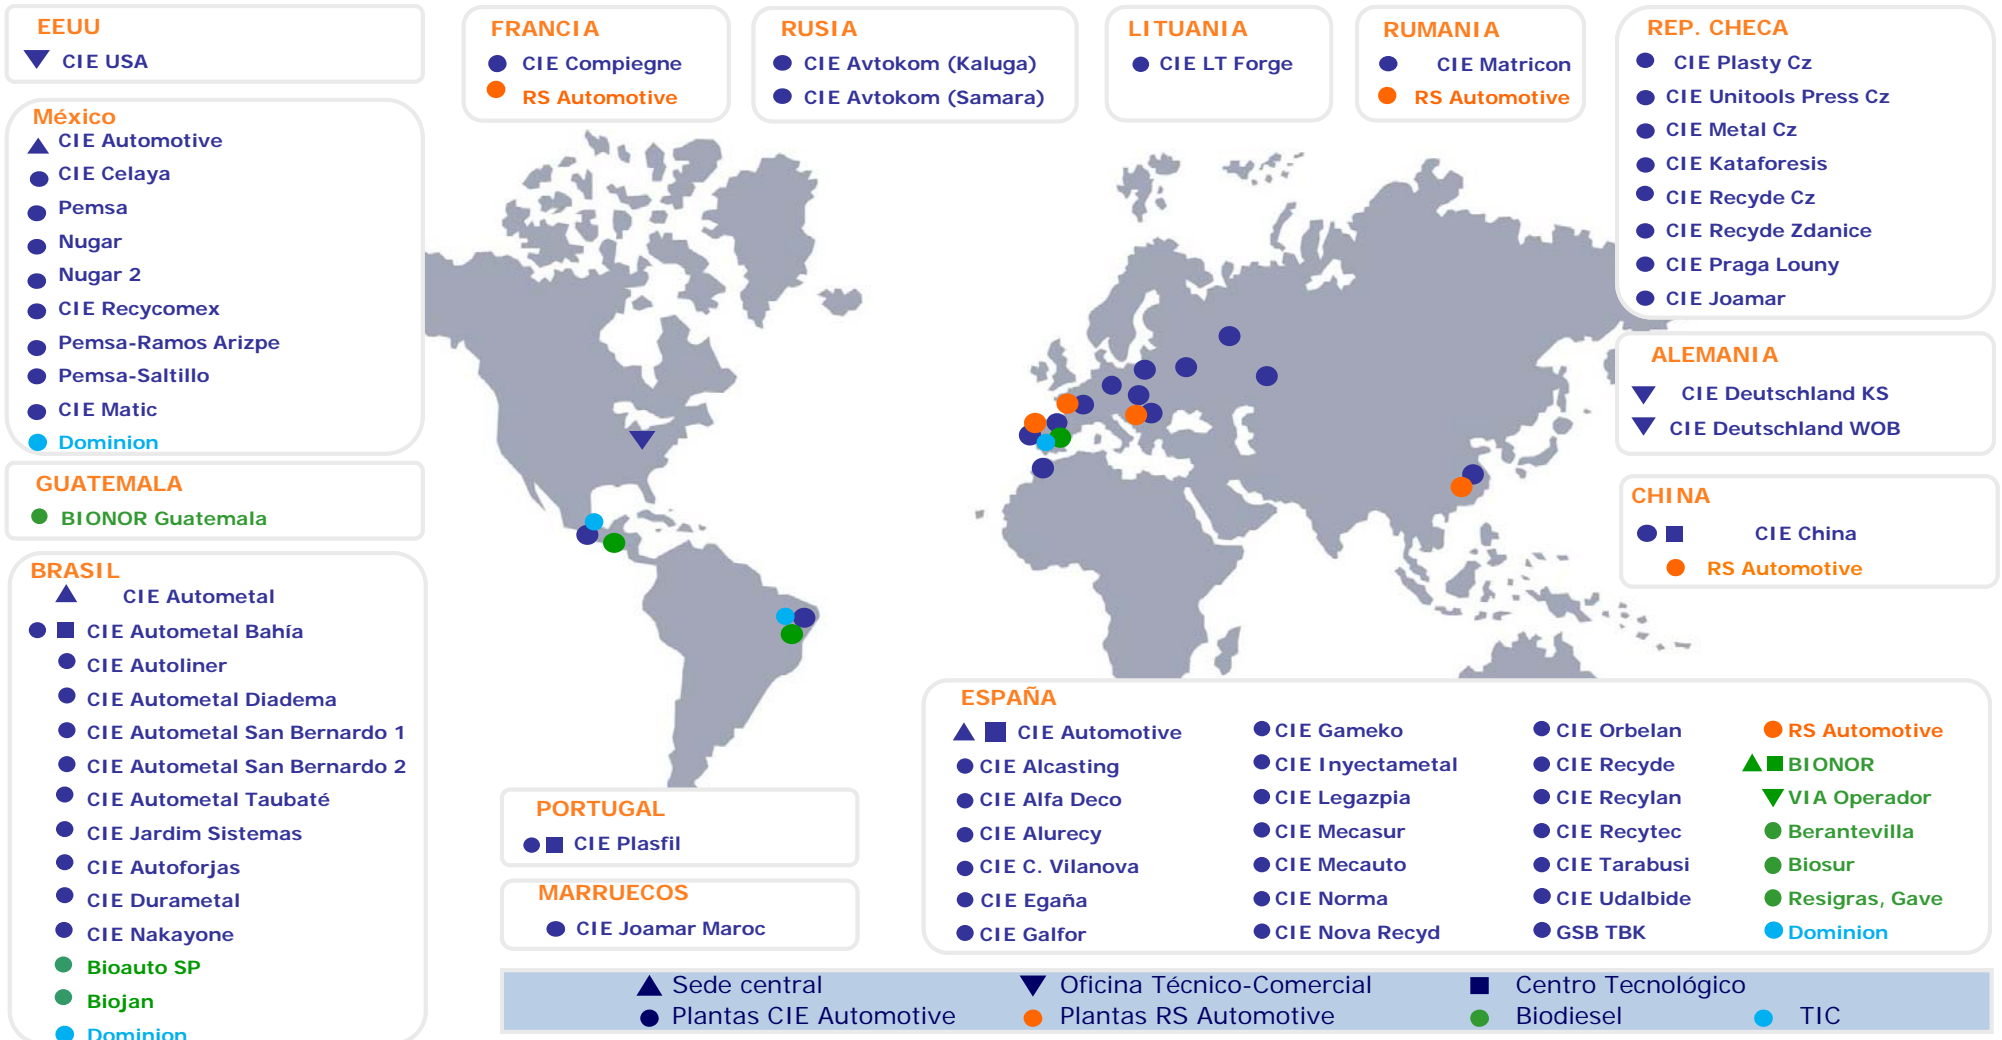 EEUU
CIE USA
México
CIE Automotive
CIE Celaya
Pemsa
Nugar
Nugar 2
CIE Recycomex
Pemsa-Ramos Arizpe
Pemsa-Saltillo
CIE Matic
Dominion
GUATEMALA
BIONOR Guatemala
BRASIL
CIE Autometal
CIE Autometal Bahía
CIE Autoliner
CIE Autometal Diadema
CIE Autometal San Bernardo 1
CIE Autometal San Bernardo 2
CIE Autometal Taubaté
CIE Jardim Sistemas
CIE Autoforjas
CIE Durametal
CIE Nakayone
Bioauto SP
Biojan
Dominion
FRANCIA
CIE Compiegne
RS Automotive
RUSIA
CIE Avtokom (Kaluga)
CIE Avtokom (Samara)
LITUANIA
CIE LT Forge
RUMANIA
CIE Matricon
RS Automotive
REP. CHECA
CIE Plasty Cz
CIE Unitools Press Cz
CIE Metal Cz
CIE Kataforesis
CIE Recyde Cz
CIE Recyde Zdanice
CIE Praga Louny
CIE Joamar
ALEMANIA
CIE Deutschland KS
CIE Deutschland WOB
CHINA
CIE China
RS Automotive
PORTUGAL
CIE Plasfil
MARRUECOS
CIE Joamar Maroc
ESPAÑA
CIE Automotive
CIE Alcasting
CIE Alfa Deco
CIE Alurecy
CIE C. Vilanova
CIE Egaña
CIE Galfor
CIE Gameko
CIE Inyectametal
CIE Legazpia
CIE Mecasur
CIE Mecauto
CIE Norma
CIE Nova Recyd
CIE Orbelan
CIE Recyde
CIE Recylan
CIE Recytec
CIE Tarabusi
CIE Udalbide
GSB TBK
RS Automotive
BIONOR
VIA Operador
Berantevilla
Biosur
Resigras, Gave
Dominion
Sede central
Oficina Técnico-Comercial
Centro Tecnológico
Plantas CIE Automotive
Plantas RS Automotive
Biodiesel
TIC